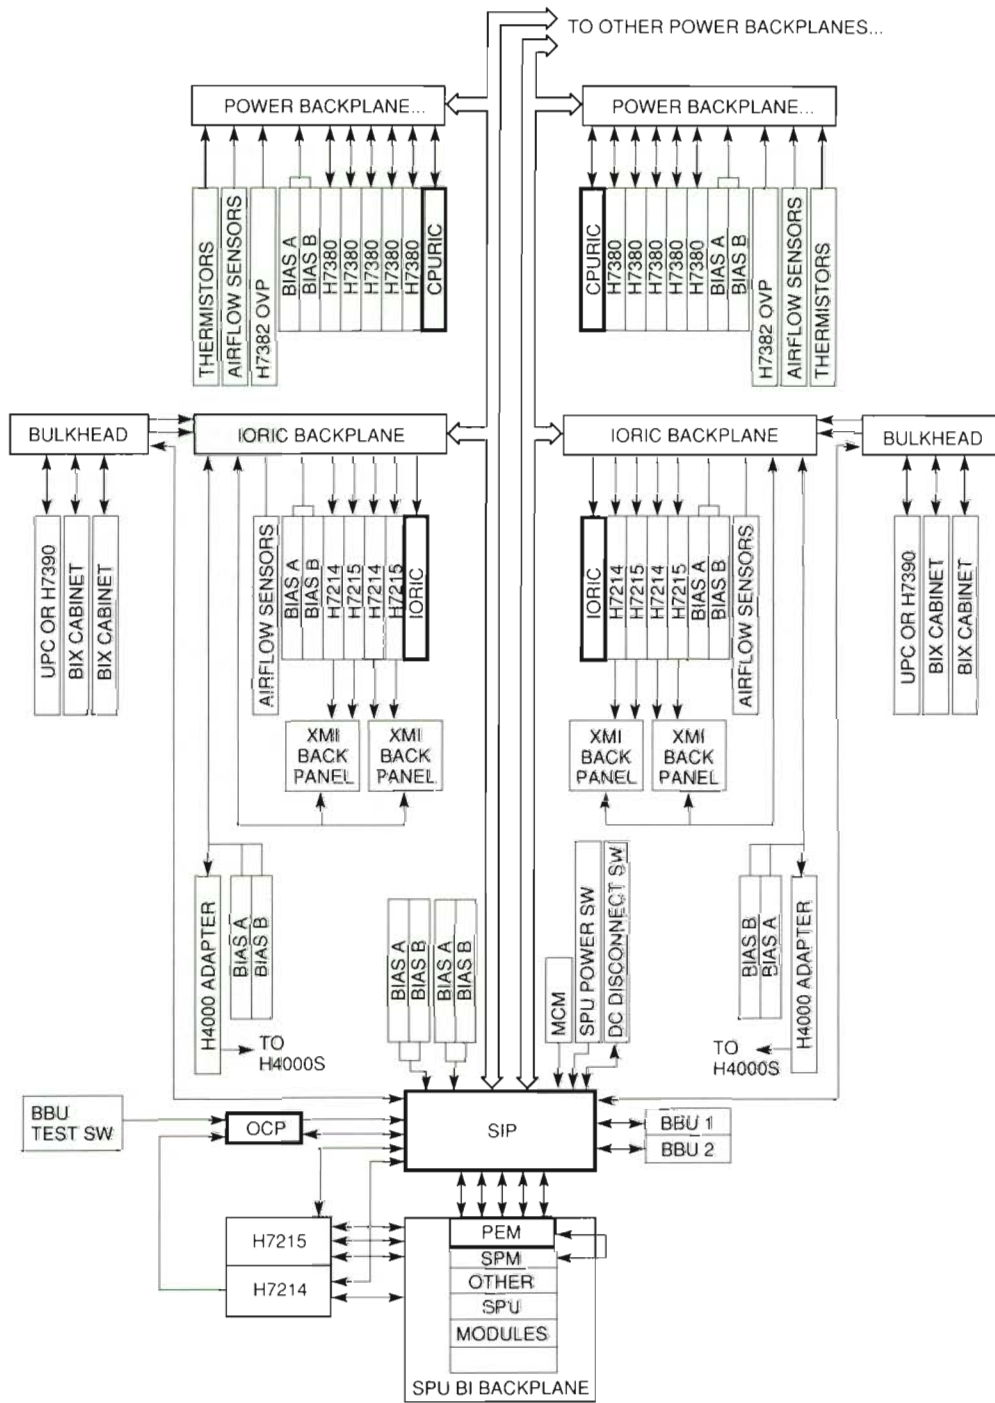 TO OTHER POWER BACKPLANES...
POWER BACKPLANE...
POWER BACKPLANE...
THERMISTORS
AIRFLOW SENSORS
H7382 OVP
BIAS A
BIAS B
H7380
H7380
H7380
H7380
H7380
CPURIC
CPURIC
H7380
H7380
H7380
H7380
H7380
BIAS A
BIAS B
H7382 OVP
AIRFLOW SENSORS
THERMISTORS
BULKHEAD
IORIC BACKPLANE
IORIC BACKPLANE
BULKHEAD
UPC OR H7390
BIX CABINET
BIX CABINET
AIRFLOW SENSORS
BIAS A
BIAS B
H7214
H7215
H7214
H7215
IORIC
IORIC
H7214
H7215
H7214
H7215
BIAS A
BIAS B
AIRFLOW SENSORS
UPC OR H7390
BIX CABINET
BIX CABINET
XMI
BACK
PANEL
XMI
BACK
PANEL
XMI
BACK
PANEL
XMI
BACK
PANEL
H4000 ADAPTER
BIAS A
BIAS B
TO
H4000S
BIAS A
BIAS B
BIAS A
BIAS B
MCM
SPU POWER SW
DC DISCONNECT SW
BIAS B
BIAS A
H4000 ADAPTER
TO
H4000S
BBU
TEST SW
OCP
SIP
BBU 1
BBU 2
H7215
H7214
PEM
SPM
OTHER
SPU
MODULES
SPU BI BACKPLANE